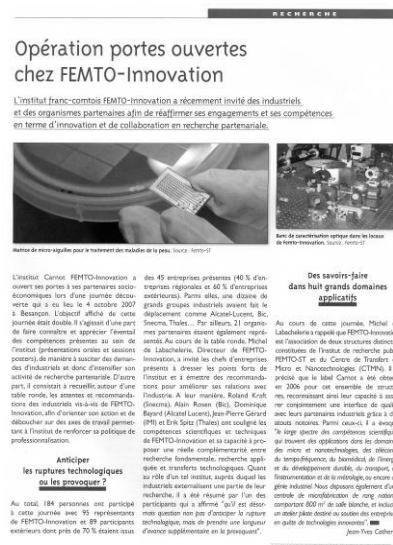 RECHERCHE
Opération portes ouvertes
chez FEMTO-Innovation
L'institut franc-comtois FEMTO-Innovation a récemment invité des industriels
et des organismes partenaires afin de réaffirmer ses engagements et ses compétences
en terme d'innovation et de collaboration en recherche partenariale.
Matrice de micro-aiguilles pour le traitement des maladies de la peau. Source : Femto-ST
Banc de caractérisation optique dans les locaux
de Femto-Innovation. Source : Femto-ST
L'institut Carnot FEMTO-Innovation a
ouvert ses portes à ses partenaires socio-
économiques lors d'une journée décou-
verte qui a eu lieu le 4 octobre 2007
à Besançon. L'objectif affiché de cette
journée était double. Il s'agissait d'une part
de faire connaître et apprécier l'éventail
des compétences présentes au sein de
l'institut (présentations orales et sessions
posters), de manière à susciter des deman-
des d'industriels et donc d'intensifier son
activité de recherche partenariale. D'autre
part, il consistait à recueillir, autour d'une
table ronde, les attentes et recommanda-
tions des industriels vis-à-vis de FEMTO-
Innovation, afin d'orienter son action et de
déboucher sur des axes de travail permet-
tant à l'institut de renforcer sa politique de
professionnalisation.
Anticiper
les ruptures technologiques
ou les provoquer ?
Au total, 184 personnes ont participé
à cette journée avec 95 représentants
de FEMTO-Innovation et 89 participants
extérieurs dont près de 70 % étaient issus
des 45 entreprises présentes (40 % d'en-
treprises régionales et 60 % d'entreprises
extérieures). Parmi elles, une dizaine de
grands groupes industriels avaient fait le
déplacement comme Alcatel-Lucent, Bic,
Snecma, Thales... Par ailleurs, 21 organis-
mes partenaires étaient également repré-
sentés. Au cours de la table ronde, Michel
de Labachelerie, Directeur de FEMTO-
Innovation, a invité les chefs d'entreprises
présents à dresser les points forts de
l'institut et à émettre des recommanda-
tions pour améliorer ses relations avec
l'industrie. A leur manière, Roland Kraft
(Snecma), Alain Rosen (Bic), Dominique
Bayard (Alcatel Lucent), Jean-Pierre Gérard
(IMI) et Erik Spitz (Thales) ont souligné les
compétences scientifiques et techniques
de FEMTO-Innovation et sa capacité à pro-
poser une réelle complémentarité entre
recherche fondamentale, recherche appli-
quée et transferts technologiques. Quant
au rôle d'un tel institut, auprès duquel les
industriels externalisent une partie de leur
recherche, il a été résumé par l'un des
participants qui a affirmé "qu'il est désor-
mais question non pas d'anticiper la rupture
technologique, mais de prendre une longueur
d'avance supplémentaire en la provoquant".
Des savoirs-faire
dans huit grands domaines
applicatifs
Au cours de cette journée, Michel
Labachelerie a rappelé que FEMTO-Innovation
est l'association de deux structures distinctes
constituées de l'institut de recherche
FEMTO-ST et du Centre de Transfert
Micro et Nanotechnologies (CTMN). Il
précisé que le label Carnot a été
en 2006 pour cet ensemble de
res, reconnaissant ainsi leur capacité à
rer conjointement une interface de
avec leurs partenaires industriels grâce à
atouts notoires. Parmi ceux-ci, il a
"le large spectre des compétences
qui trouvent des applications dans les
des micro et nanotechnologies, des
du temps-fréquence, du biomédical, de
et du développement durable, du transport,
l'instrumentation et de la métrologie, ou encore
génie industriel. Nous disposons également d'un
centrale de microfabrication de rang
comportant 800 m² de salle blanche, et
un atelier pilote destiné au soutien des
en quête de technologies innovantes".
Jean-Yves